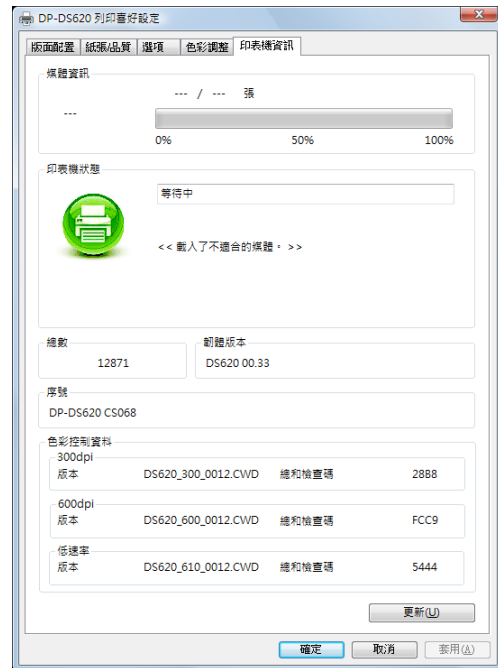 DP-DS620 列印喜好設定
版面配置 紙張/品質 選項 色彩調整 印表機資訊
媒體資訊
--- / --- 張
---
0% 50% 100%
印表機狀態
等待中
<< 載入了不適合的媒體。 >>
總數 韌體版本
12871 DS620 00.33
序號
DP-DS620 CS068
色彩控制資料
300dpi
版本 DS620_300_0012.CWD 總和檢查碼 28B8
600dpi
版本 DS620_600_0012.CWD 總和檢查碼 FCC9
低速率
版本 DS620_610_0012.CWD 總和檢查碼 5444
更新(U)
確定 取消 套用(A)